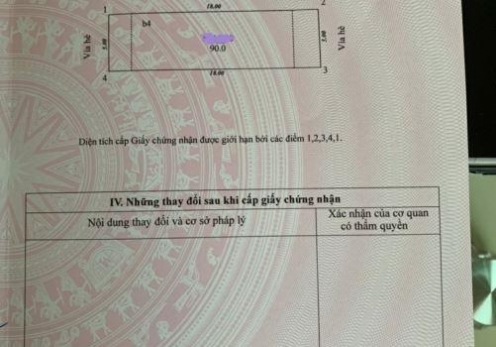 18.00
1
2
b4
Vỉa hè
5.00
90.0
5.00
Vỉa hè
4
18.00
3
Diện tích cấp Giấy chứng nhận được giới hạn bởi các điểm 1,2,3,4,1.
IV. Những thay đổi sau khi cấp giấy chứng nhận
Nội dung thay đổi và cơ sở pháp lý
Xác nhận của cơ quan
có thẩm quyền